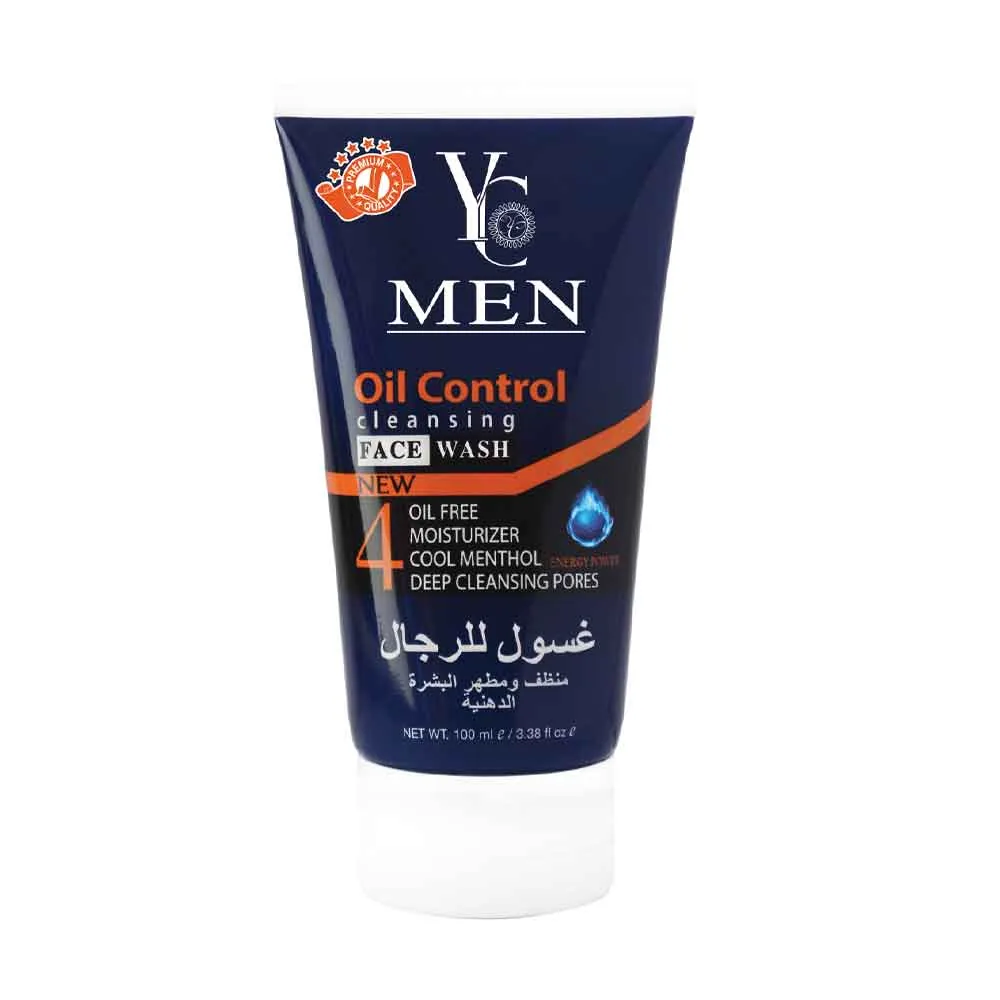 PREMIUM
QUALITY
YC
MEN
Oil Control
cleansing
FACE WASH
NEW
4
OIL FREE
MOISTURIZER
COOL MENTHOL
ENERGY POWER
DEEP CLEANSING PORES
غسول للرجال
منظف ومطهر البشرة
الدهنية
NET WT. 100 ml ℮ / 3.38 fl oz ℮